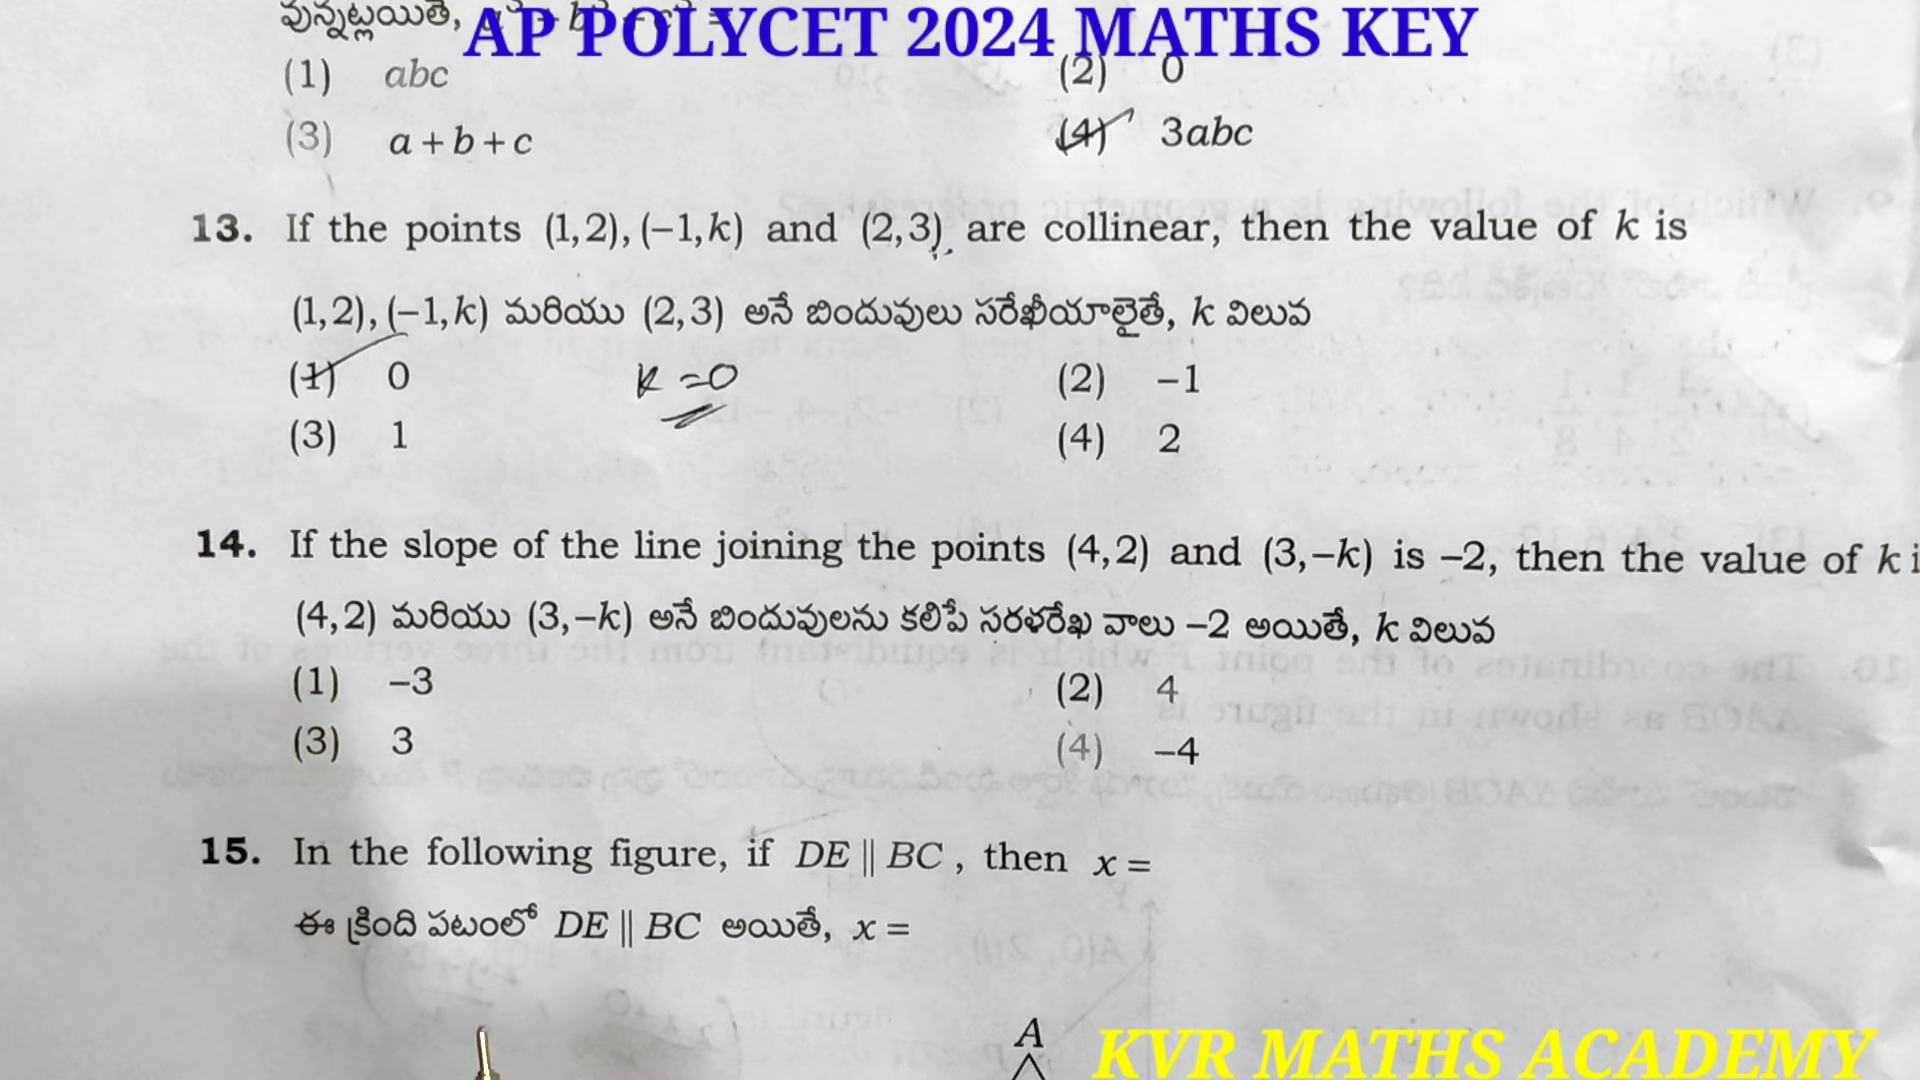 వున్నట్లయితే,
AP POLYCET 2024 MATHS KEY
(1) abc (2) 0
(3) a + b + c (4) 3abc
13. If the points (1,2), (−1,k) and (2,3) are collinear, then the value of k is
(1,2), (−1,k) మరియు (2,3) అనే బిందువులు సరేఖీయాలైతే, k విలువ
(1) 0 k = 0 (2) −1
(3) 1 (4) 2
14. If the slope of the line joining the points (4,2) and (3,−k) is −2, then the value of k i
(4,2) మరియు (3,−k) అనే బిందువులను కలిపే సరళరేఖ వాలు −2 అయితే, k విలువ
(1) −3 (2) 4
(3) 3 (4) −4
15. In the following figure, if DE || BC , then x =
ఈ క్రింది పటంలో DE || BC అయితే, x =
A
KVR MATHS ACADEMY